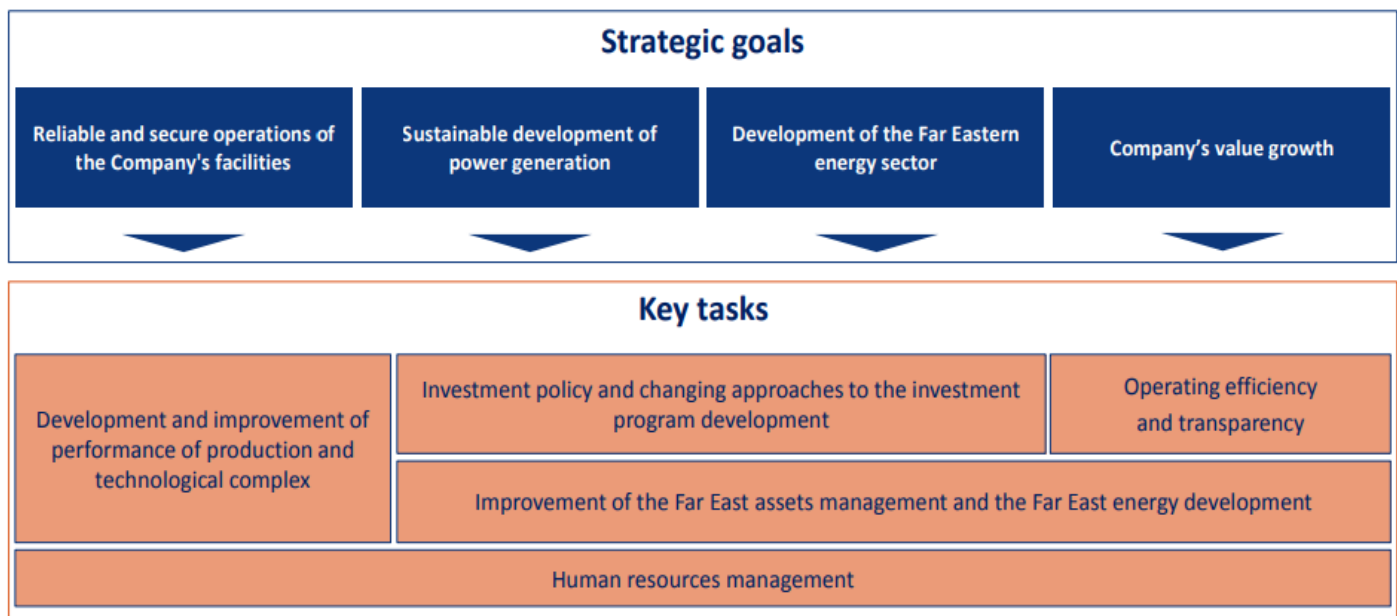 Strategic goals
Reliable and secure operations of
the Company's facilities
Sustainable development of
power generation
Development of the Far Eastern
energy sector
Company’s value growth
Key tasks
Development and improvement of
performance of production and
technological complex
Investment policy and changing approaches to the investment
program development
Operating efficiency
and transparency
Improvement of the Far East assets management and the Far East energy development
Human resources management